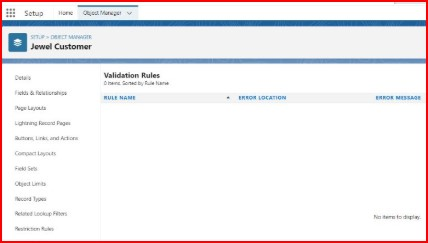 Setup Home Object Manager
SETUP > OBJECT MANAGER
Jewel Customer
Details
Fields & Relationships
Page Layouts
Lightning Record Pages
Buttons, Links, and Actions
Compact Layouts
Field Sets
Object Limits
Record Types
Related Lookup Filters
Restriction Rules
Validation Rules
0 Items, Sorted by Rule Name
RULE NAME ERROR LOCATION ERROR MESSAGE
No items to display.